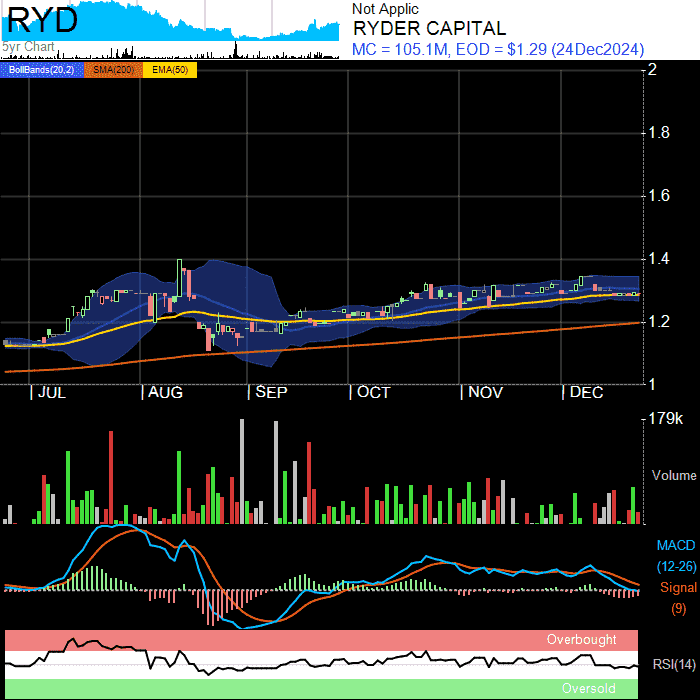 RYD
5yr Chart
Not Applic
RYDER CAPITAL
MC = 105.1M, EOD = $1.29 (24Dec2024)
BollBands(20,2) SMA(200) EMA(50)
2
1.8
1.6
1.4
1.2
1
JUL AUG SEP OCT NOV DEC
179k
Volume
MACD
(12-26)
Signal
(9)
Overbought
RSI(14)
Oversold